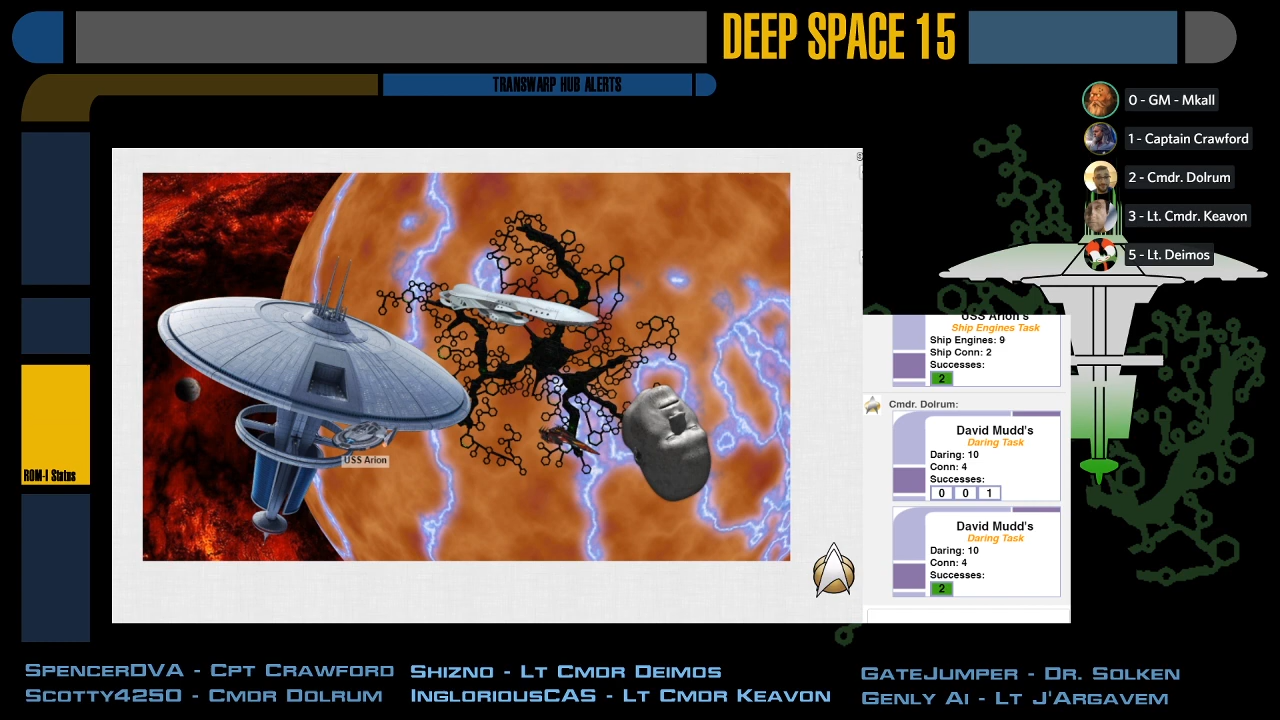 DEEP SPACE 15
TRANSWARP HUB ALERTS
0 - GM - Mkall
1 - Captain Crawford
2 - Cmdr. Dolrum
3 - Lt. Cmdr. Keavon
5 - Lt. Deimos
USS Arion's
Ship Engines Task
Ship Engines: 9
Ship Conn: 2
Successes:
2
Cmdr. Dolrum:
David Mudd's
Daring Task
Daring: 10
Conn: 4
Successes:
0 0 1
David Mudd's
Daring Task
Daring: 10
Conn: 4
Successes:
2
USS Arion
ROM-I Status
SpencerDVA - Cpt Crawford
Scotty4250 - Cmdr Dolrum
Shizno - Lt Cmdr Deimos
IngloriousCAS - Lt Cmdr Keavon
GateJumper - Dr. Solken
Genly Ai - Lt J'Argavem